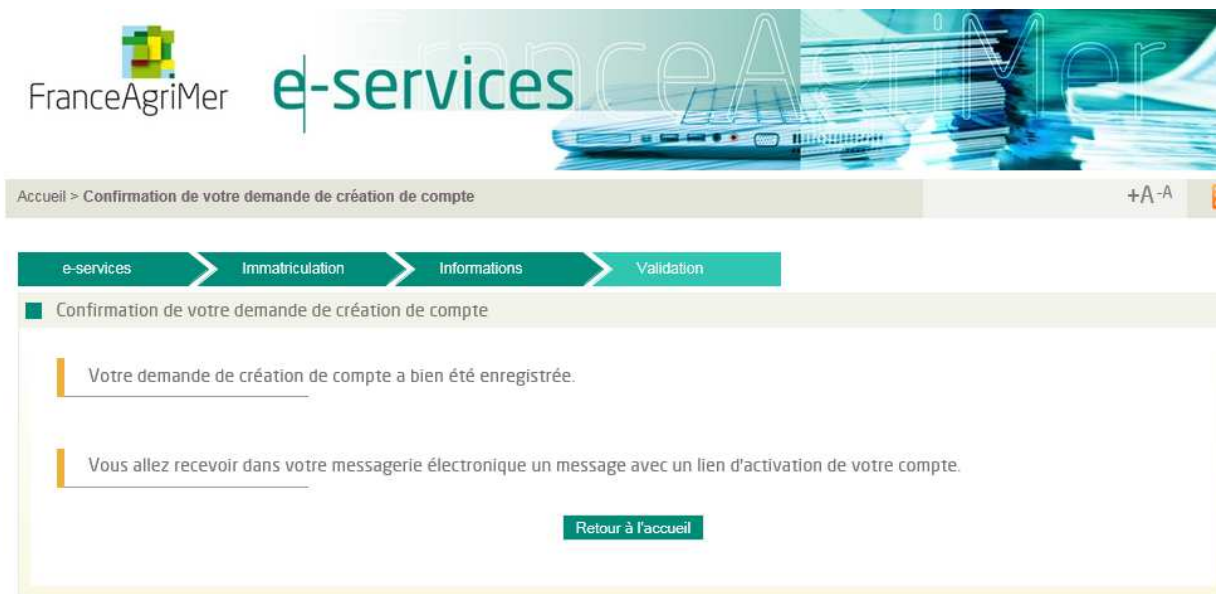 FranceAgriMer
FranceAgriMer
e-services
Accueil > Confirmation de votre demande de création de compte
+A -A
e-services
Immatriculation
Informations
Validation
Confirmation de votre demande de création de compte
Votre demande de création de compte a bien été enregistrée.
Vous allez recevoir dans votre messagerie électronique un message avec un lien d'activation de votre compte.
Retour à l'accueil